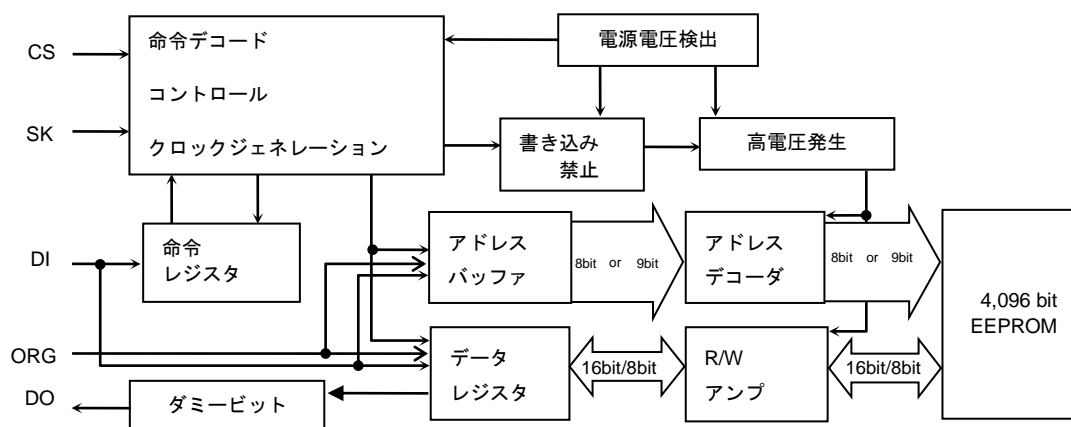 CS
命令デコード
コントロール
クロックジェネレーション
電源電圧検出
SK
書き込み
禁止
高電圧発生
DI
命令
レジスタ
アドレス
バッファ
8bit or 9bit
アドレス
デコーダ
8bit or 9bit
4,096 bit
EEPROM
ORG
データ
レジスタ
16bit/8bit
R/W
アンプ
16bit/8bit
DO
ダミービット